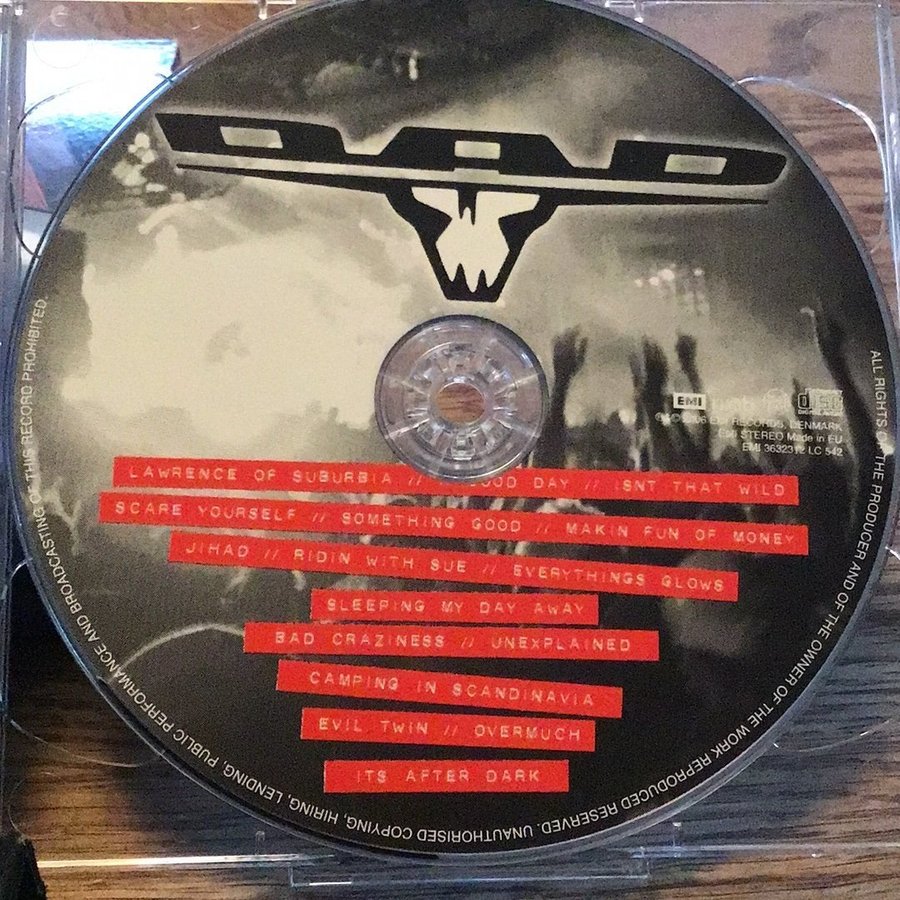 D.A.D
EMI
RECORDS, DENMARK
STEREO Made in EU
EMI 3632312 LC 542
LAWRENCE OF SUBURBIA // GOOD DAY // ISNT THAT WILD
SCARE YOURSELF // SOMETHING GOOD // MAKIN FUN OF MONEY
JIHAD // RIDIN WITH SUE // EVERYTHINGS GLOWS
SLEEPING MY DAY AWAY
BAD CRAZINESS // UNEXPLAINED
CAMPING IN SCANDINAVIA
EVIL TWIN // OVERMUCH
ITS AFTER DARK
ALL RIGHTS OF THE PRODUCER AND OF THE OWNER OF THE WORK REPRODUCED RESERVED. UNAUTHORISED COPYING, HIRING, LENDING, PUBLIC PERFORMANCE AND BROADCASTING OF THIS RECORD PROHIBITED.